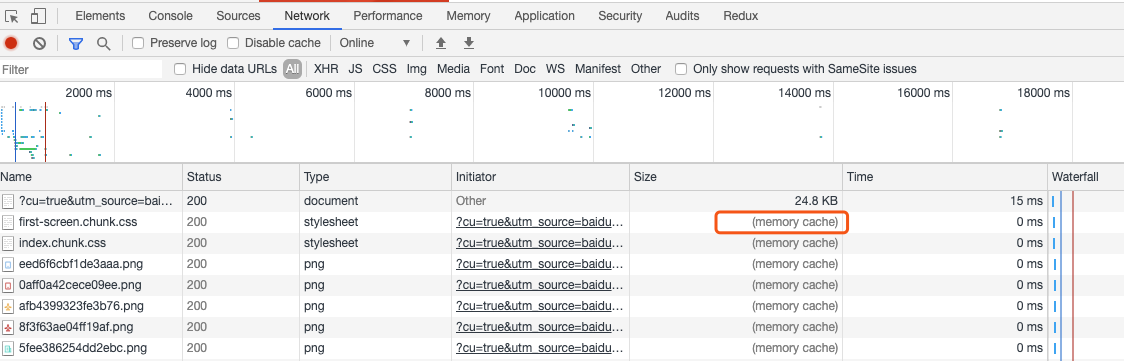 Elements Console Sources Network Performance Memory Application Security Audits Redux
Preserve log Disable cache Online
Filter Hide data URLs All XHR JS CSS Img Media Font Doc WS Manifest Other Only show requests with SameSite issues
2000 ms 4000 ms 6000 ms 8000 ms 10000 ms 12000 ms 14000 ms 16000 ms 18000 ms
Name Status Type Initiator Size Time Waterfall
?cu=true&utm_source=bai... 200 document Other 24.8 KB 15 ms
first-screen.chunk.css 200 stylesheet ?cu=true&utm_source=baidu... (memory cache) 0 ms
index.chunk.css 200 stylesheet ?cu=true&utm_source=baidu... (memory cache) 0 ms
eed6f6cbf1de3aaa.png 200 png ?cu=true&utm_source=baidu... (memory cache) 0 ms
0aff0a42cece09ee.png 200 png ?cu=true&utm_source=baidu... (memory cache) 0 ms
afb4399323fe3b76.png 200 png ?cu=true&utm_source=baidu... (memory cache) 0 ms
8f3f63ae04ff19af.png 200 png ?cu=true&utm_source=baidu... (memory cache) 0 ms
5fee386254dd2ebc.png 200 png ?cu=true&utm_source=baidu... (memory cache) 0 ms